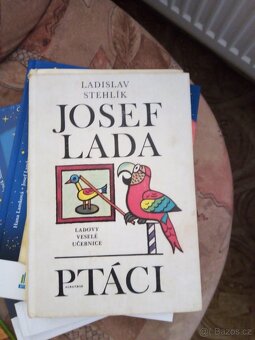 LADISLAV
STEHLÍK
JOSEF
LADA
LADOVY
VESELÉ
UČEBNICE
PTÁCI
ALBATROS
Bazoš.cz